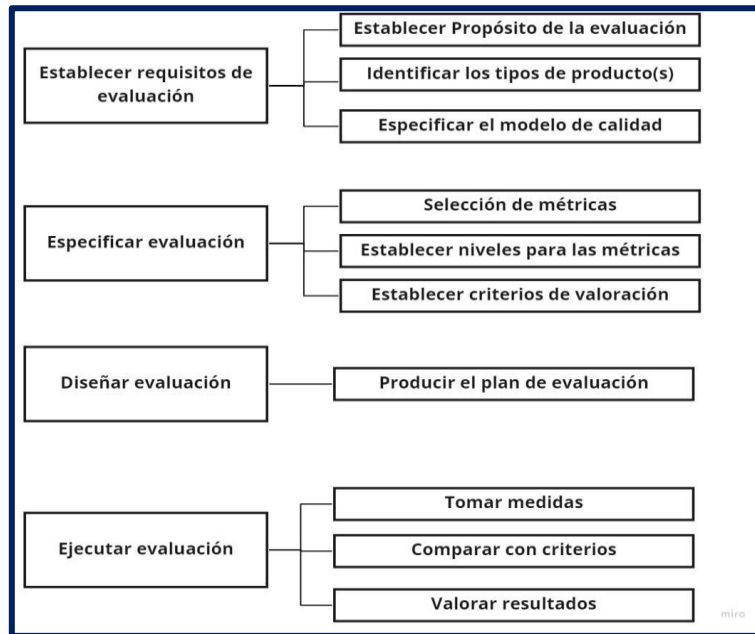 Establecer requisitos de
evaluación
Establecer Propósito de la evaluación
Identificar los tipos de producto(s)
Especificar el modelo de calidad
Especificar evaluación
Selección de métricas
Establecer niveles para las métricas
Establecer criterios de valoración
Diseñar evaluación
Producir el plan de evaluación
Ejecutar evaluación
Tomar medidas
Comparar con criterios
Valorar resultados
miro